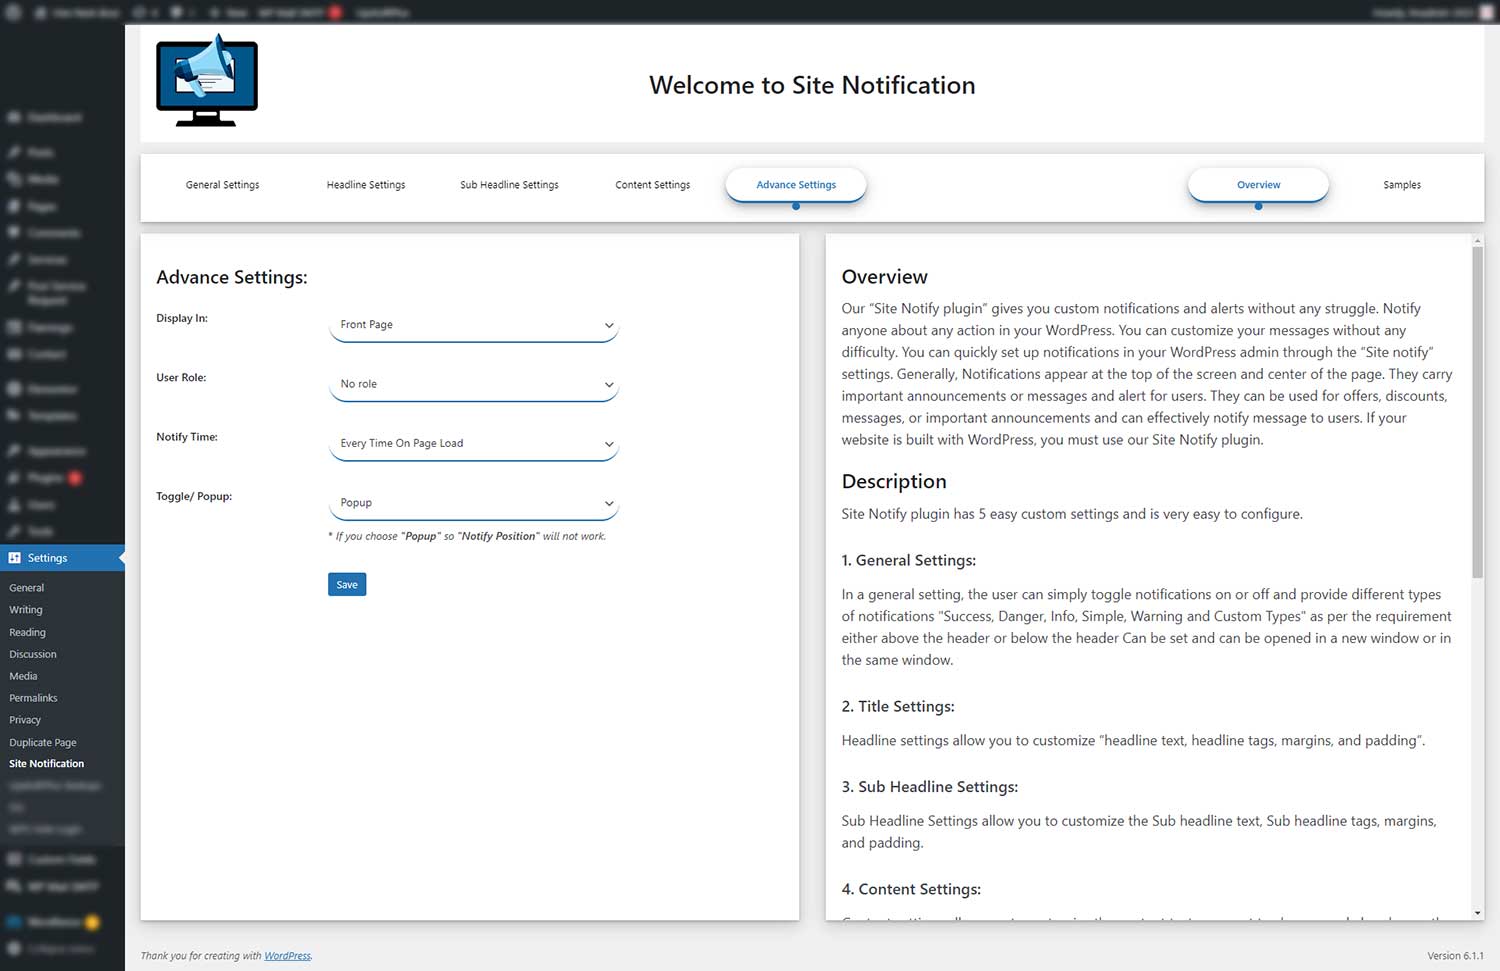 Welcome to Site Notification
General Settings
Headline Settings
Sub Headline Settings
Content Settings
Advance Settings
Overview
Samples
Settings
General
Writing
Reading
Discussion
Media
Permalinks
Privacy
Duplicate Page
Site Notification
Advance Settings:
Display In:
Front Page
User Role:
No role
Notify Time:
Every Time On Page Load
Toggle/ Popup:
Popup
* If you choose "Popup" so "Notify Position" will not work.
Save
Overview
Our “Site Notify plugin” gives you custom notifications and alerts without any struggle. Notify
anyone about any action in your WordPress. You can customize your messages without any
difficulty. You can quickly set up notifications in your WordPress admin through the “Site notify”
settings. Generally, Notifications appear at the top of the screen and center of the page. They carry
important announcements or messages and alert for users. They can be used for offers, discounts,
messages, or important announcements and can effectively notify message to users. If your
website is built with WordPress, you must use our Site Notify plugin.
Description
Site Notify plugin has 5 easy custom settings and is very easy to configure.
1. General Settings:
In a general setting, the user can simply toggle notifications on or off and provide different types
of notifications "Success, Danger, Info, Simple, Warning and Custom Types" as per the requirement
either above the header or below the header Can be set and can be opened in a new window or in
the same window.
2. Title Settings:
Headline settings allow you to customize “headline text, headline tags, margins, and padding”.
3. Sub Headline Settings:
Sub Headline Settings allow you to customize the Sub headline text, Sub headline tags, margins,
and padding.
4. Content Settings:
Thank you for creating with WordPress.
Version 6.1.1